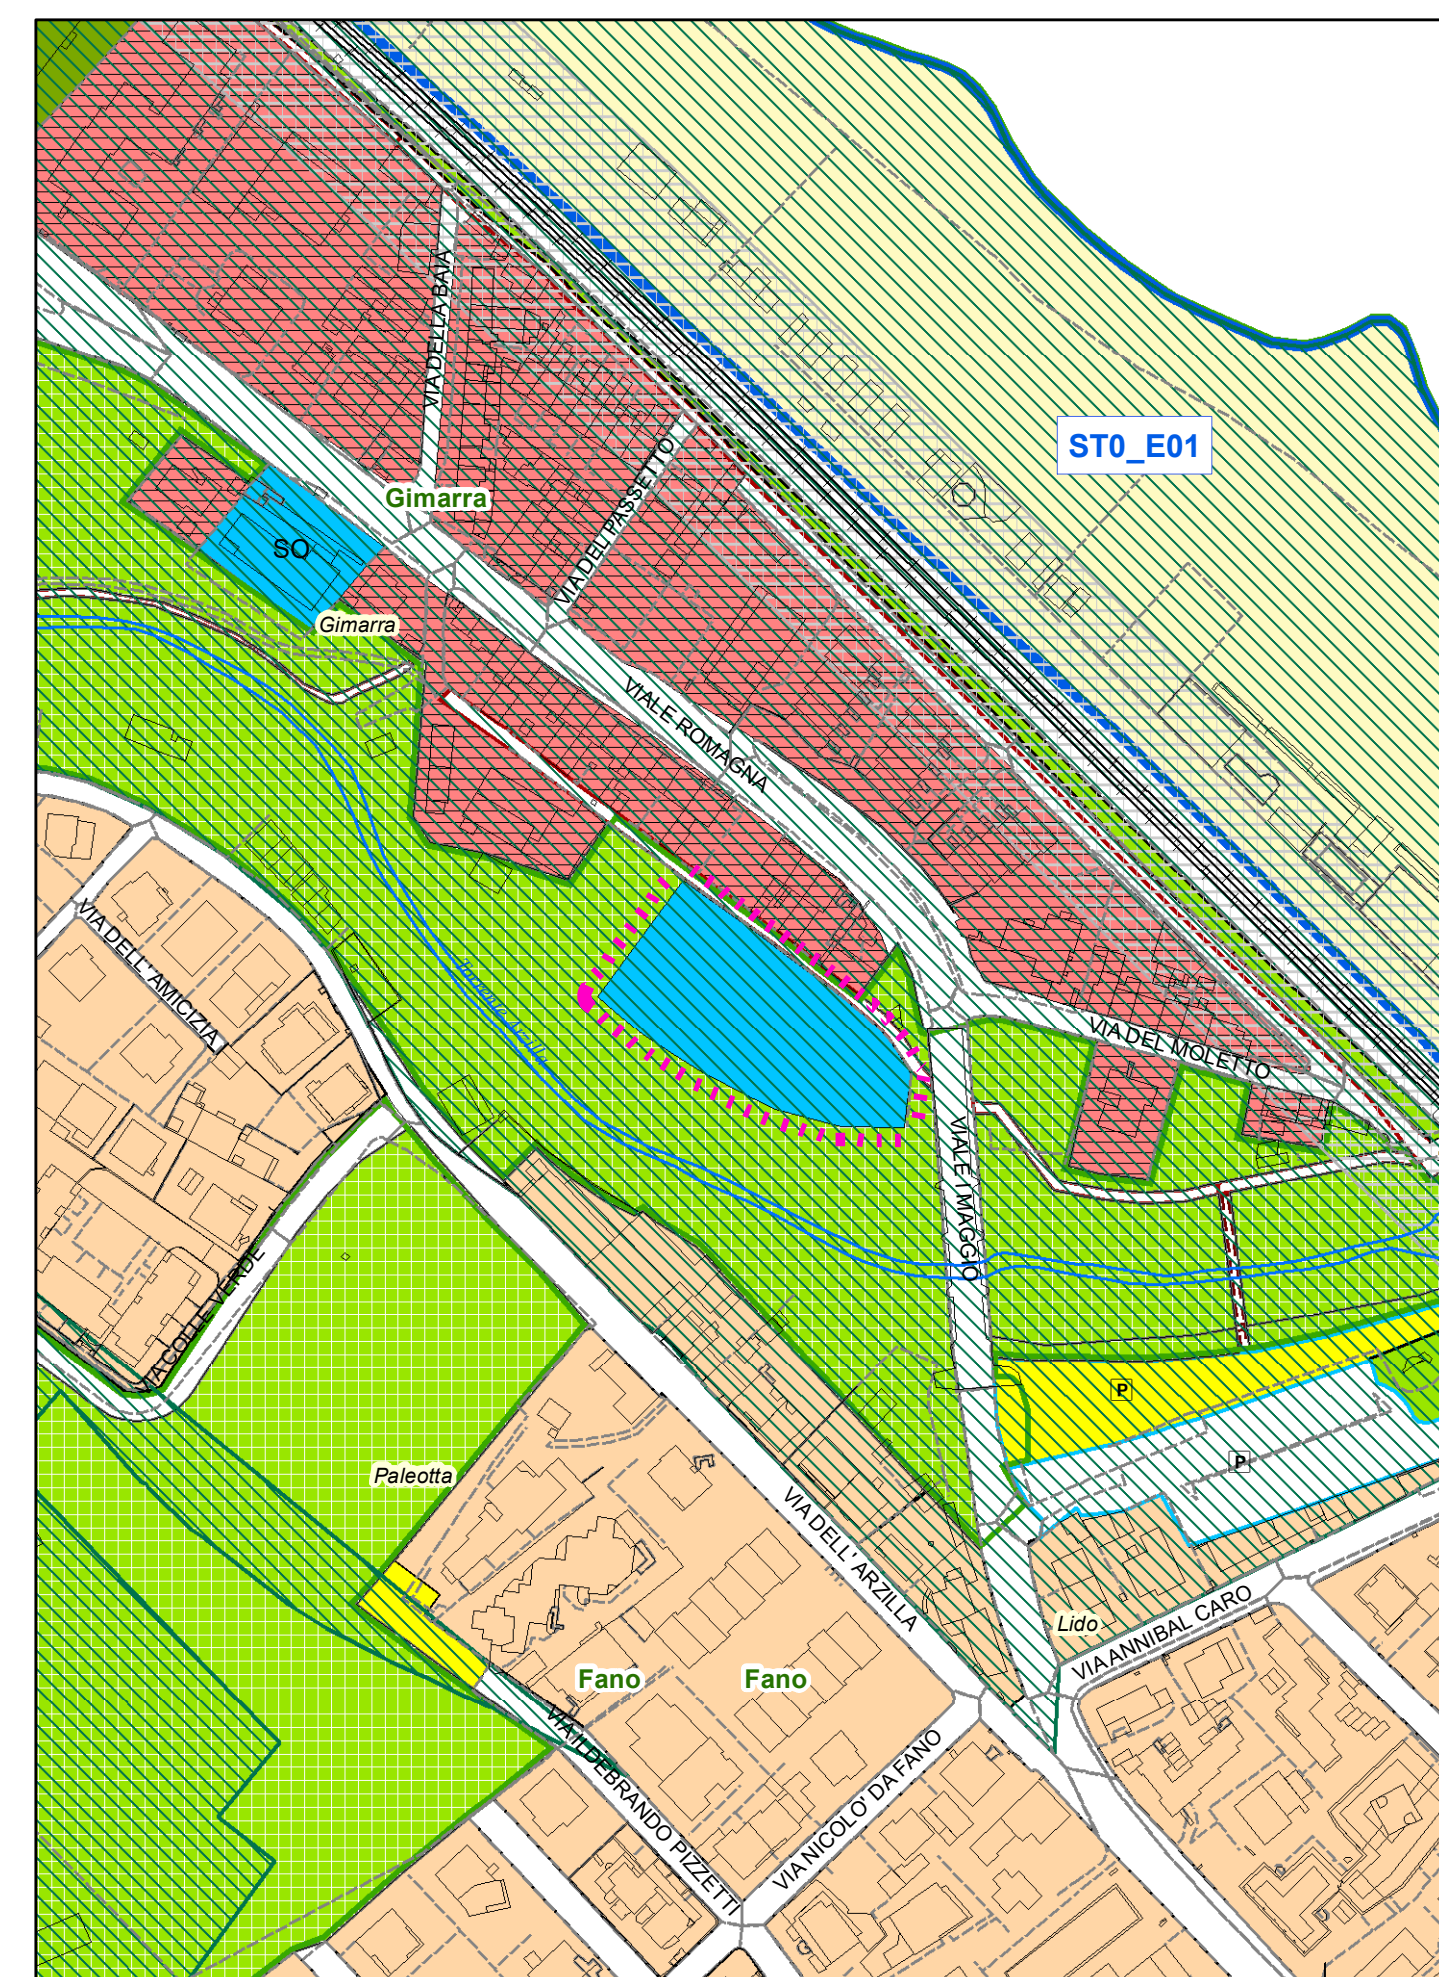 VIA DELLA BAIA
ST0_E01
Gimarra
VIA DEL PASSETTO
SO
Gimarra
VIALE ROMAGNA
VIA DELL'AMICIZIA
Torrente Arzilla
VIA DEL MOLETTO
VIALE I MAGGIO
VIA COLLE VERDE
P
P
Paleotta
VIA DELL' ARZILLA
Lido
VIA ANNIBAL CARO
Fano
Fano
VIA ILDEBRANDO PIZZETTI
VIA NICOLO' DA FANO